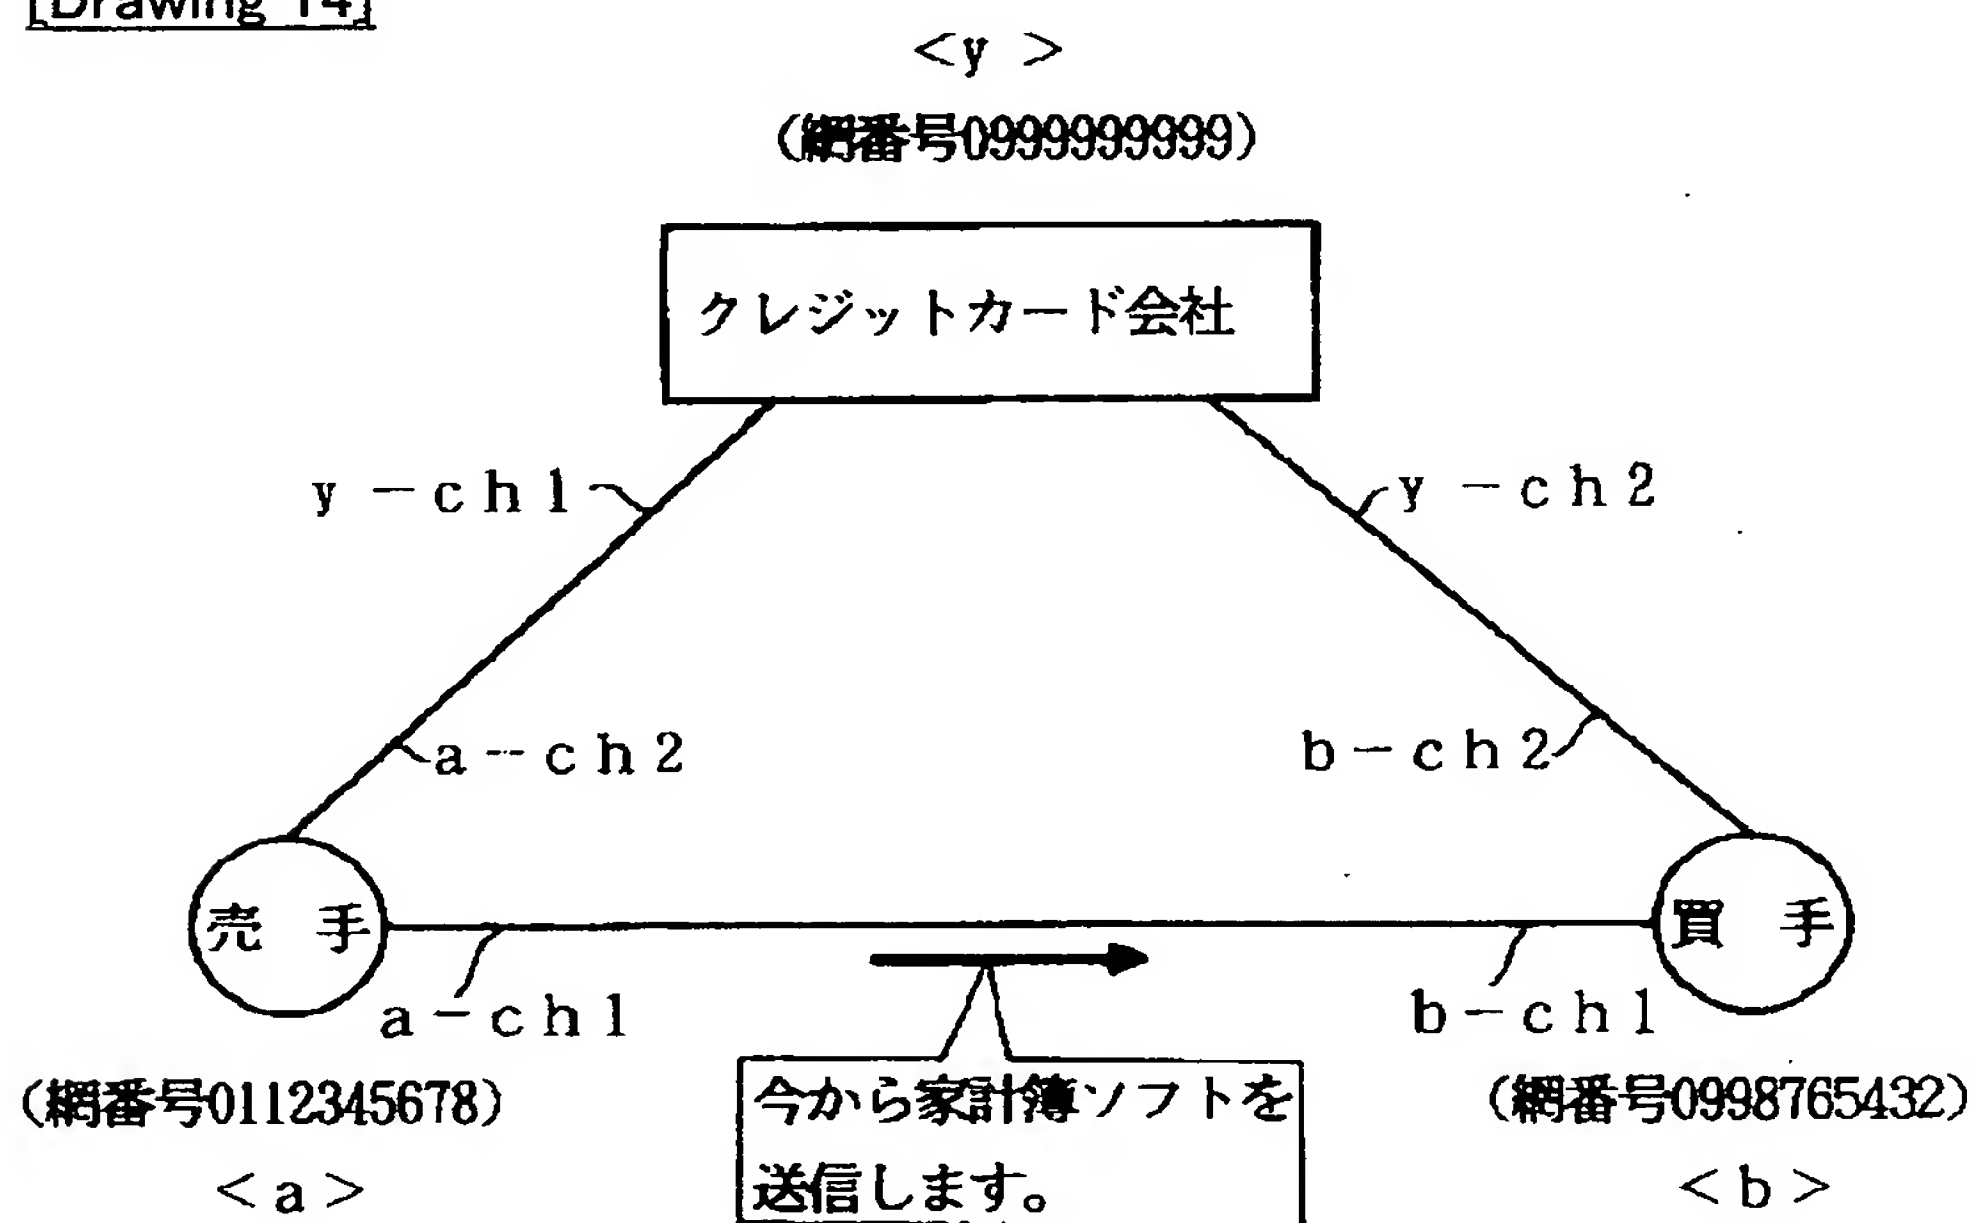 [Drawing 14]
<y >
(網番号0999999999)
クレジットカード会社
y-ch1
y-ch2
a-ch2
b-ch2
売 手
買 手
a-ch1
b-ch1
(網番号0112345678)
今から家計簿ソフトを
送信します。
(網番号0998765432)
<a>
<b>